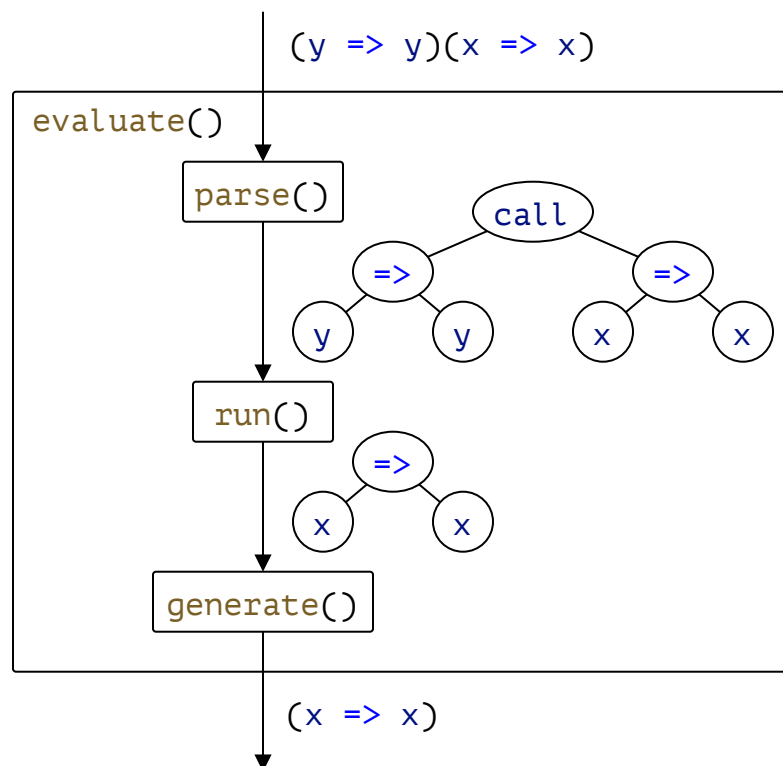 (y => y)(x => x)
evaluate()
parse()
call
=> =>
y y x x
run()
=>
x x
generate()
(x => x)